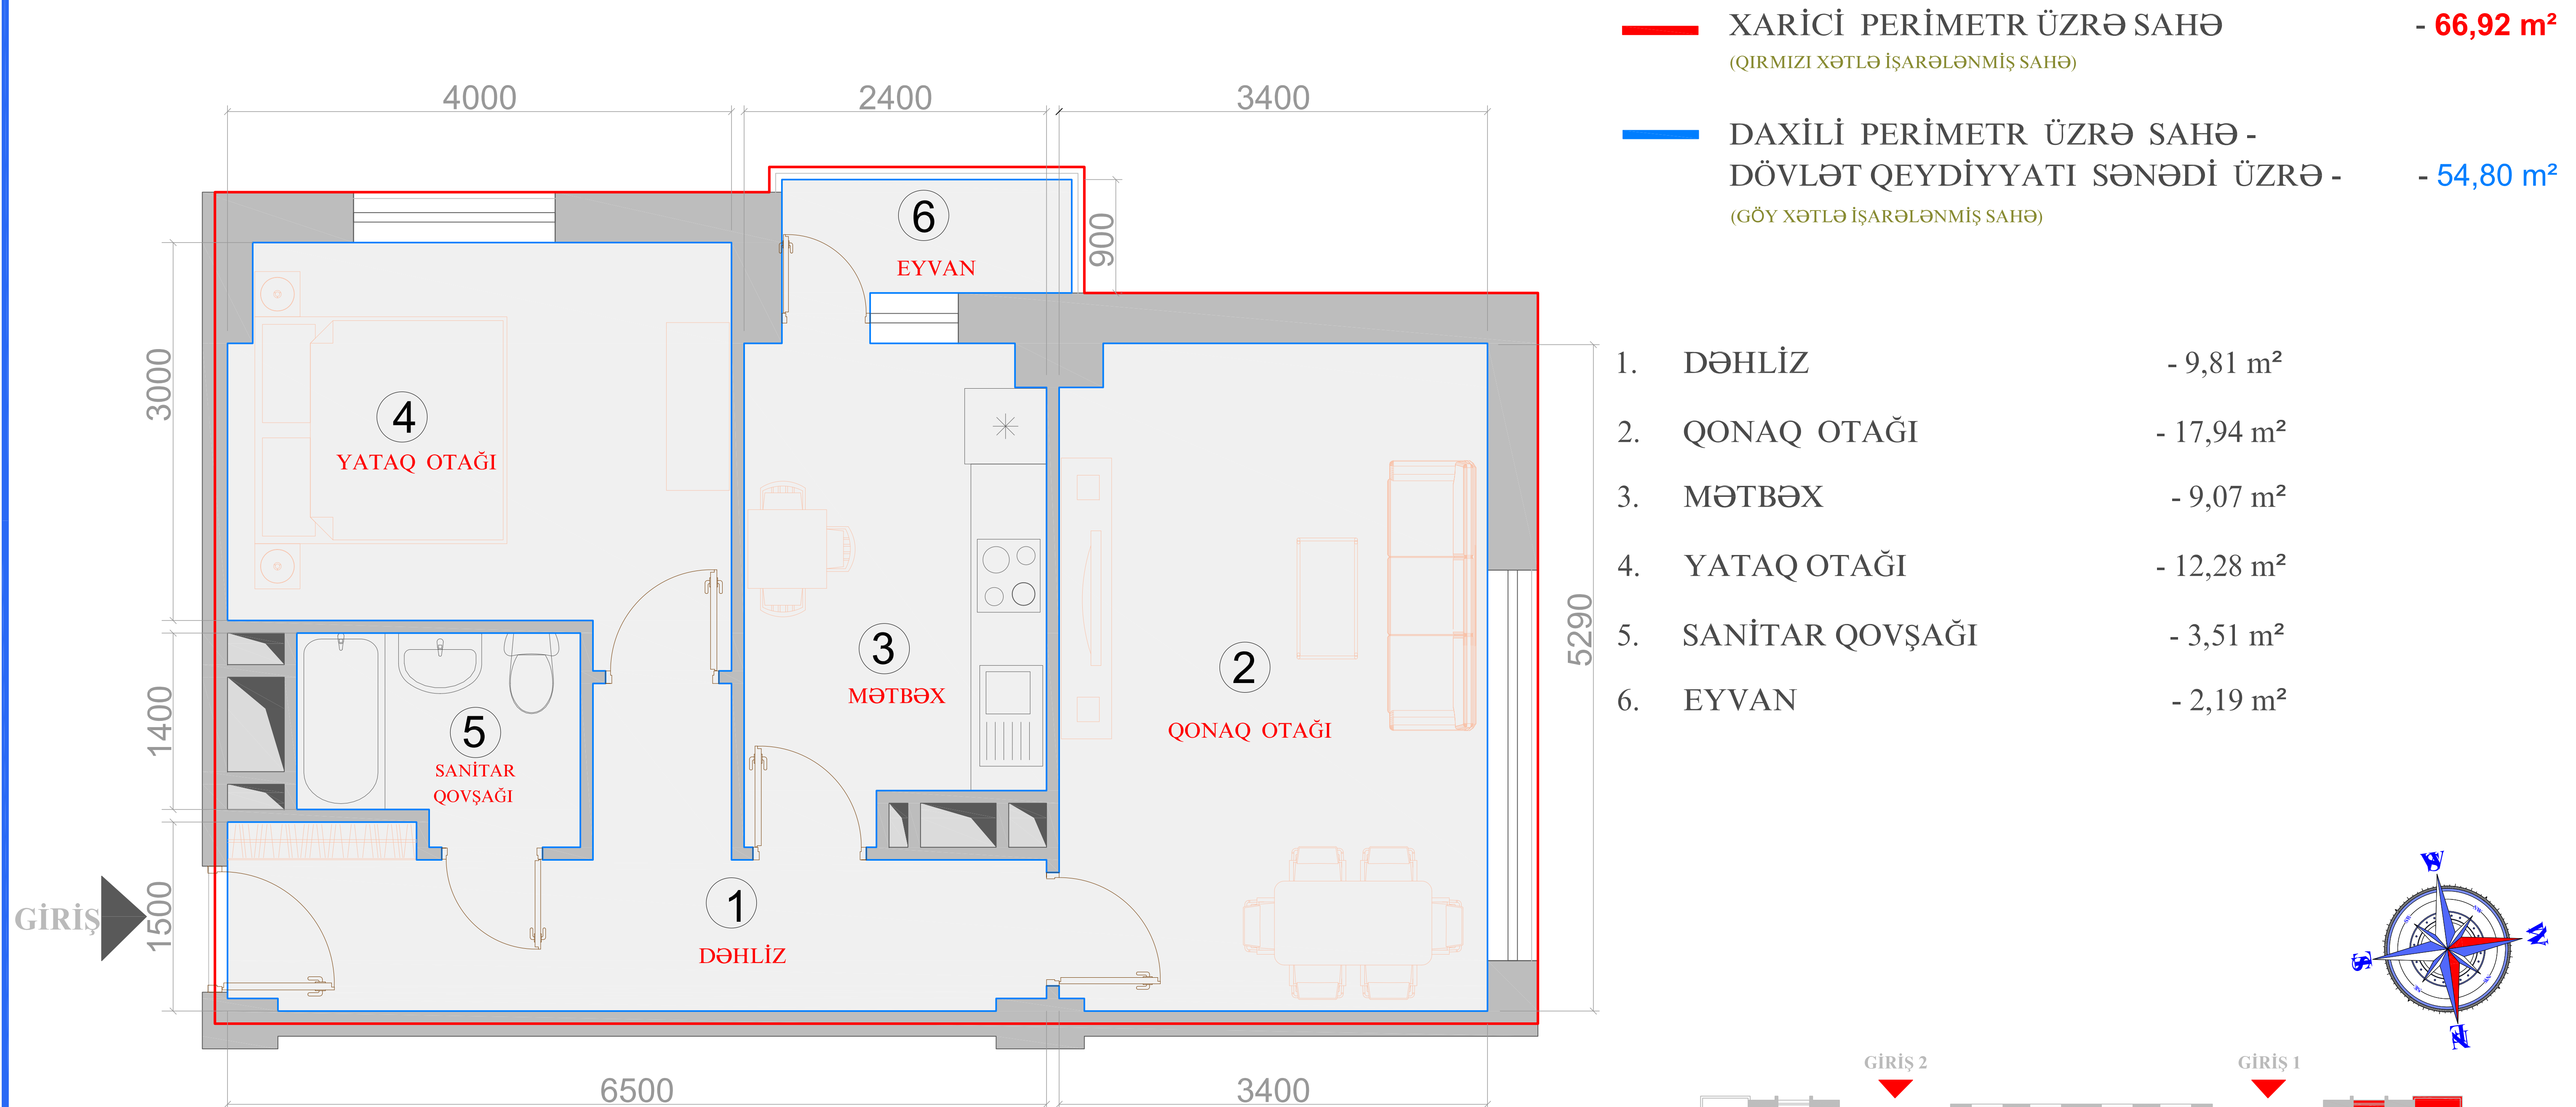 XARİCİ PERİMETR ÜZRƏ SAHƏ - 66,92 m²
(QIRMIZI XƏTLƏ İŞARƏLƏNMİŞ SAHƏ)
DAXİLİ PERİMETR ÜZRƏ SAHƏ -
DÖVLƏT QEYDİYYATI SƏNƏDİ ÜZRƏ - - 54,80 m²
(GÖY XƏTLƏ İŞARƏLƏNMİŞ SAHƏ)
4000
2400
3400
6
EYVAN
900
3000
4
YATAQ OTAĞI
5290
3
MƏTBƏX
2
QONAQ OTAĞI
1400
5
SANİTAR
QOVŞAĞI
1500
GİRİŞ
1
DƏHLİZ
6500
3400
1. DƏHLİZ - 9,81 m²
2. QONAQ OTAĞI - 17,94 m²
3. MƏTBƏX - 9,07 m²
4. YATAQ OTAĞI - 12,28 m²
5. SANİTAR QOVŞAĞI - 3,51 m²
6. EYVAN - 2,19 m²
GİRİŞ 2
GİRİŞ 1